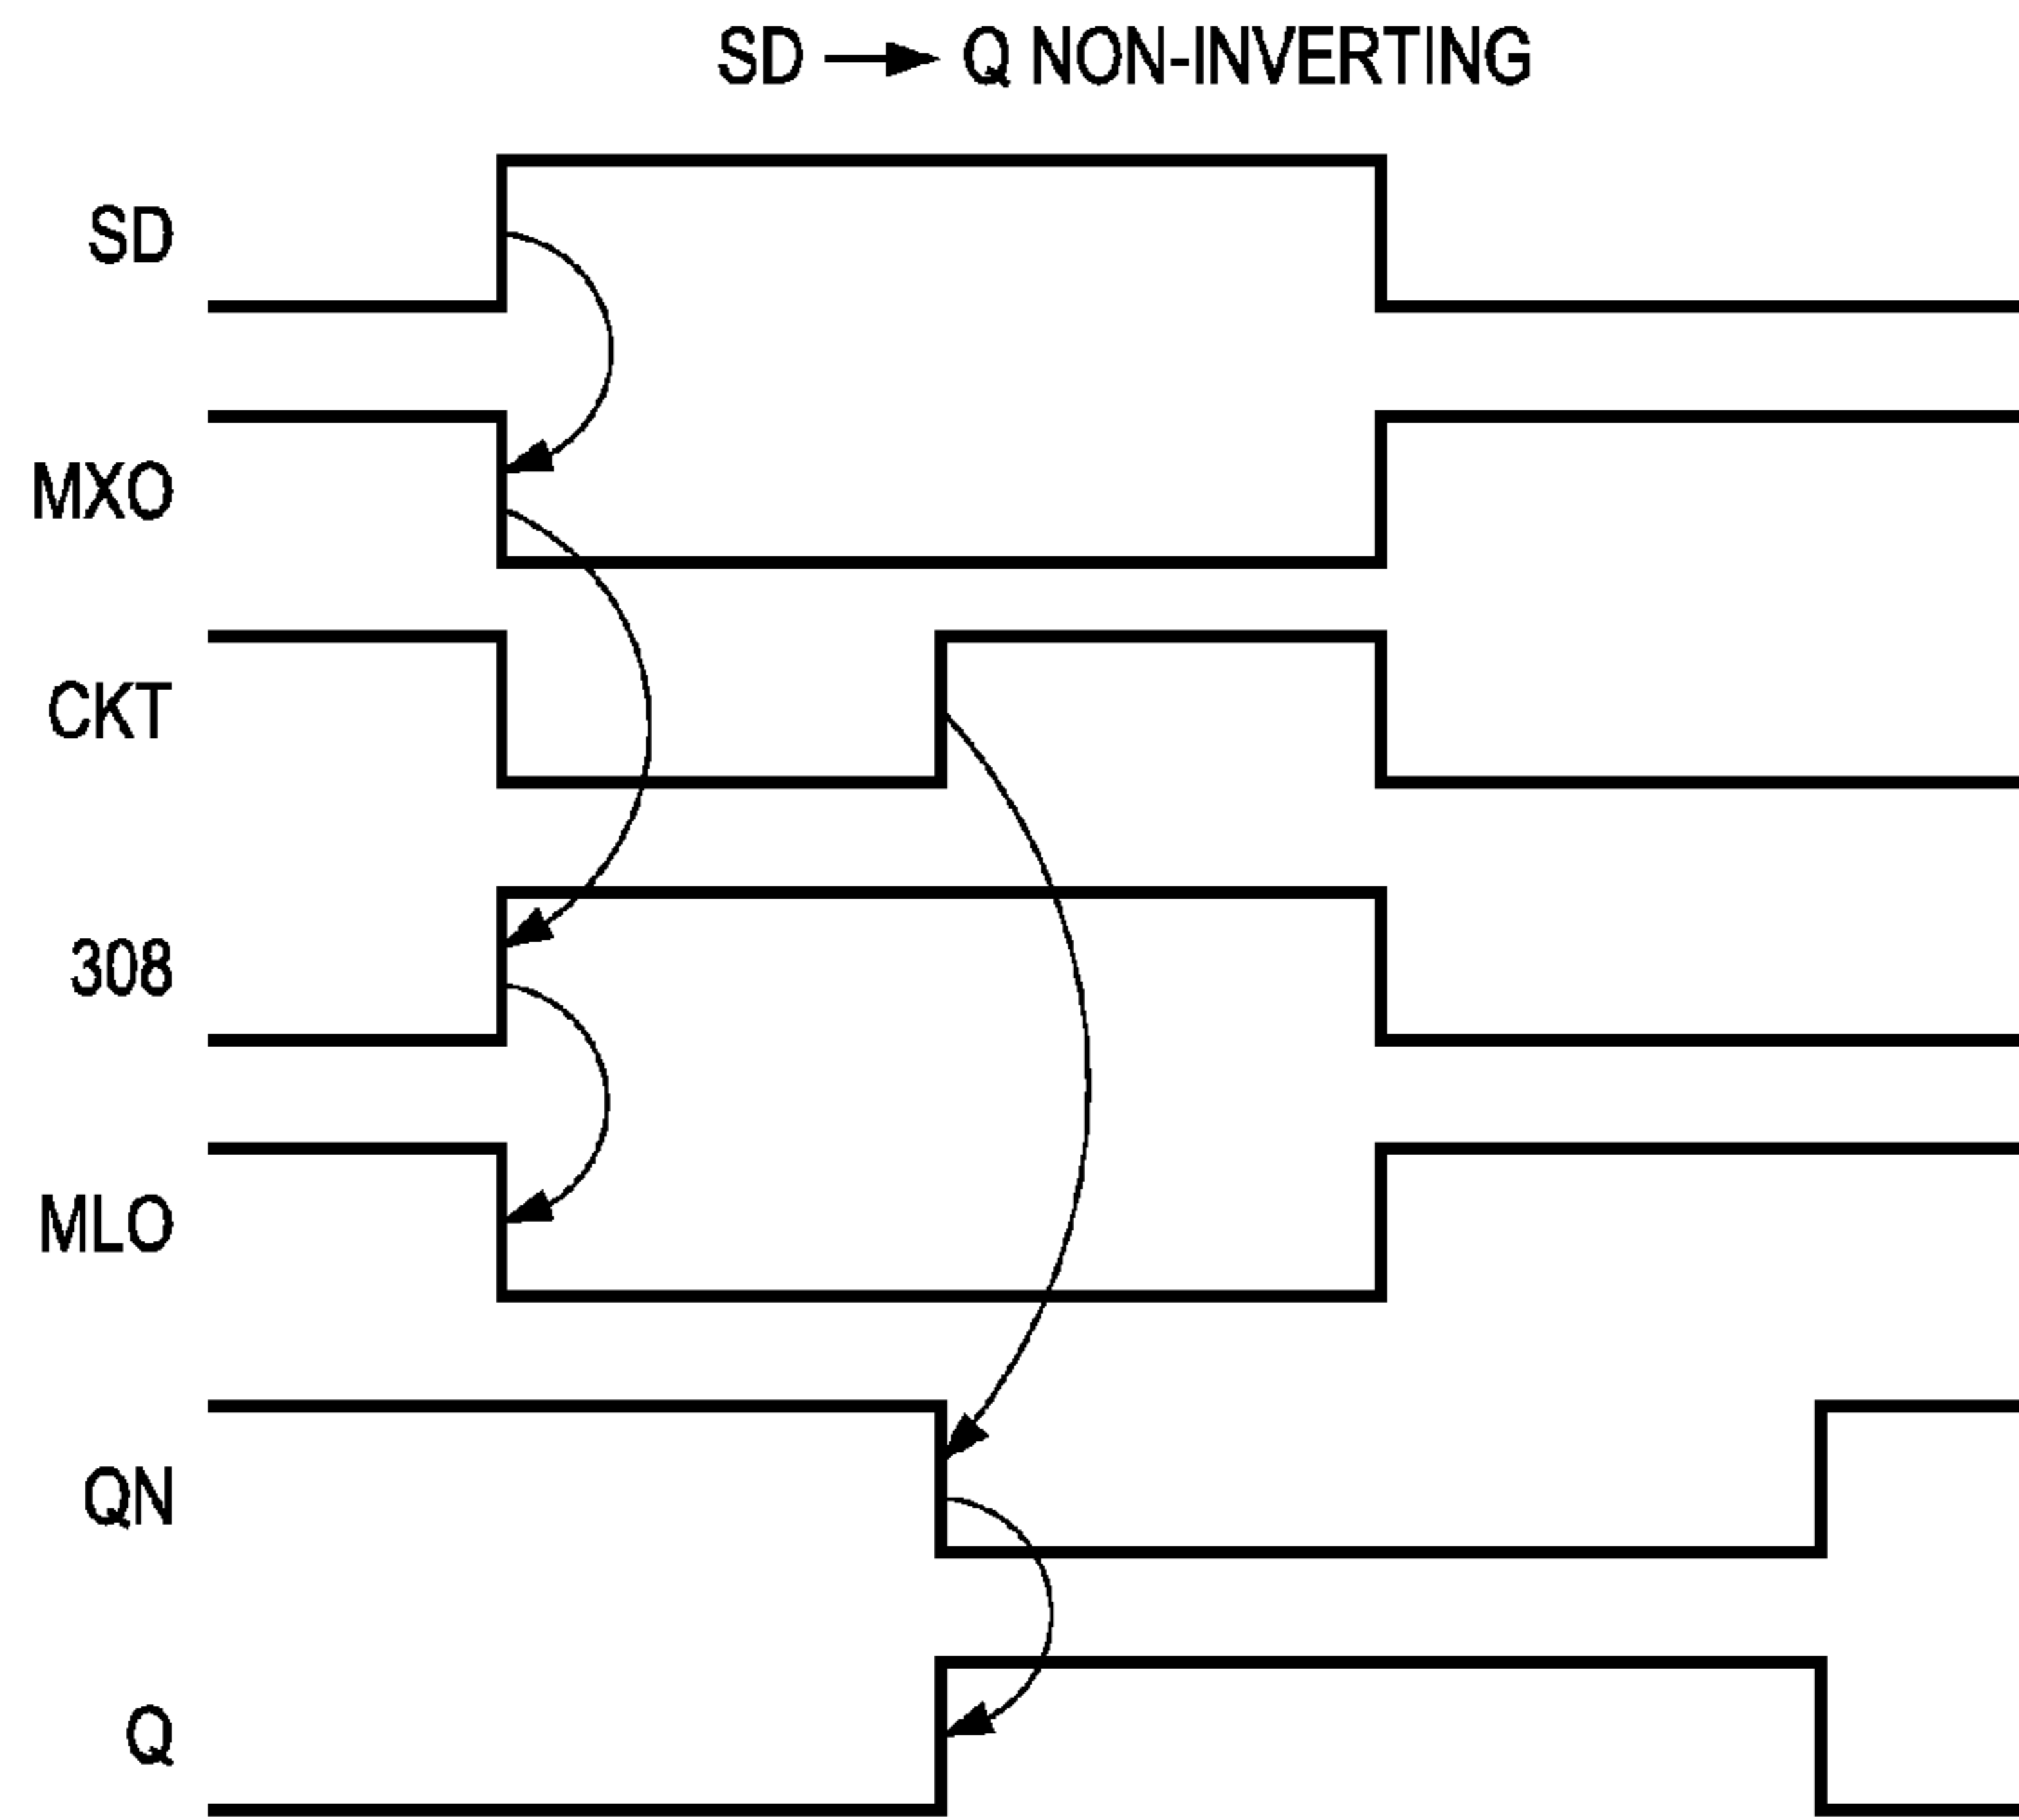 SD → Q NON-INVERTING
SD
MXO
CKT
308
MLO
QN
Q